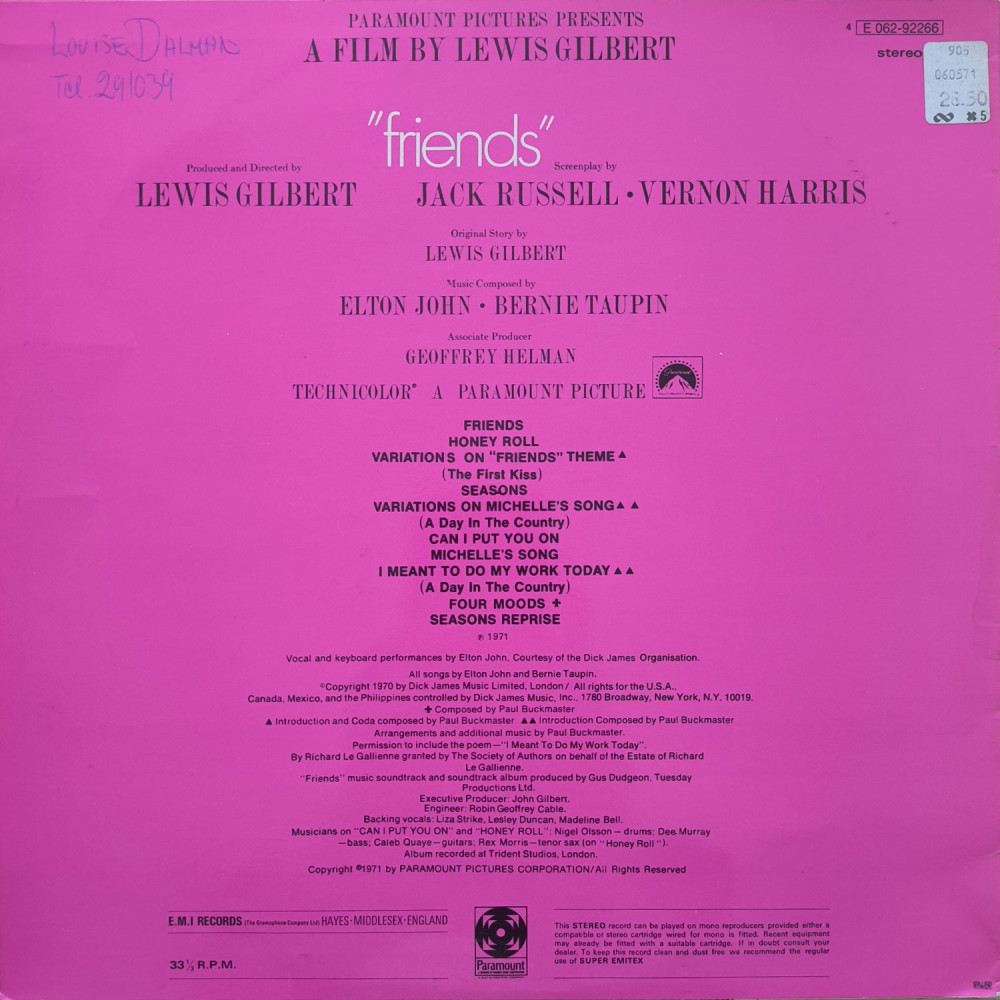 PARAMOUNT PICTURES PRESENTS
A FILM BY LEWIS GILBERT
Louise Dalman
Tel. 291039
4 E 062-92266
stereo
905
060571
28.50
5
"friends"
Produced and Directed by
LEWIS GILBERT
Screenplay by
JACK RUSSELL • VERNON HARRIS
Original Story by
LEWIS GILBERT
Music Composed by
ELTON JOHN • BERNIE TAUPIN
Associate Producer
GEOFFREY HELMAN
TECHNICOLOR® A PARAMOUNT PICTURE
Paramount
FRIENDS
HONEY ROLL
VARIATIONS ON "FRIENDS" THEME ▲
(The First Kiss)
SEASONS
VARIATIONS ON MICHELLE'S SONG ▲ ▲
(A Day In The Country)
CAN I PUT YOU ON
MICHELLE'S SONG
I MEANT TO DO MY WORK TODAY ▲ ▲
(A Day In The Country)
FOUR MOODS ✚
SEASONS REPRISE
℗ 1971
Vocal and keyboard performances by Elton John, Courtesy of the Dick James Organisation.
All songs by Elton John and Bernie Taupin.
©Copyright 1970 by Dick James Music Limited, London / All rights for the U.S.A.,
Canada, Mexico, and the Philippines controlled by Dick James Music, Inc., 1780 Broadway, New York, N.Y. 10019.
✚ Composed by Paul Buckmaster
▲ Introduction and Coda composed by Paul Buckmaster ▲▲ Introduction Composed by Paul Buckmaster
Arrangements and additional music by Paul Buckmaster.
Permission to include the poem—"I Meant To Do My Work Today".
By Richard Le Gallienne granted by The Society of Authors on behalf of the Estate of Richard
Le Gallienne.
"Friends" music soundtrack and soundtrack album produced by Gus Dudgeon, Tuesday
Productions Ltd.
Executive Producer: John Gilbert.
Engineer: Robin Geoffrey Cable.
Backing vocals: Liza Strike, Lesley Duncan, Madeline Bell.
Musicians on "CAN I PUT YOU ON" and "HONEY ROLL": Nigel Olsson—drums; Dee Murray
—bass; Caleb Quaye—guitars; Rex Morris—tenor sax (on "Honey Roll").
Album recorded at Trident Studios, London.
Copyright ©1971 by PARAMOUNT PICTURES CORPORATION/All Rights Reserved
E.M.I RECORDS (The Gramophone Company Ltd) HAYES·MIDDLESEX·ENGLAND
33⅓ R.P.M.
Paramount
This STEREO record can be played on mono reproducers provided either a
compatible or stereo cartridge wired for mono is fitted. Recent equipment
may already be fitted with a suitable cartridge. If in doubt consult your
dealer. To keep this record clean and dust free we recommend the regular
use of SUPER EMITEX